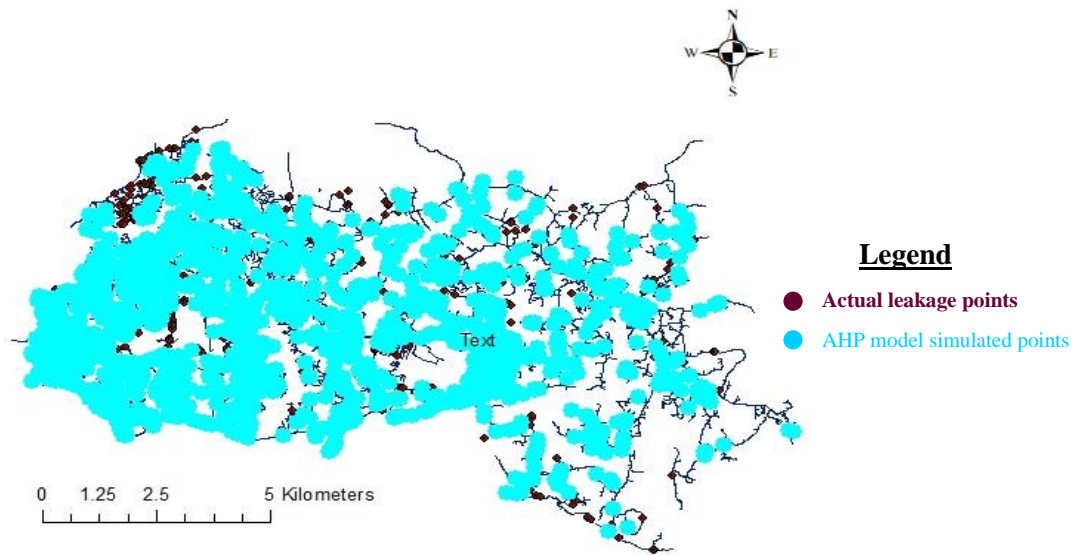 N
W E
S
Legend
Actual leakage points
AHP model simulated points
Text
0 1.25 2.5 5 Kilometers